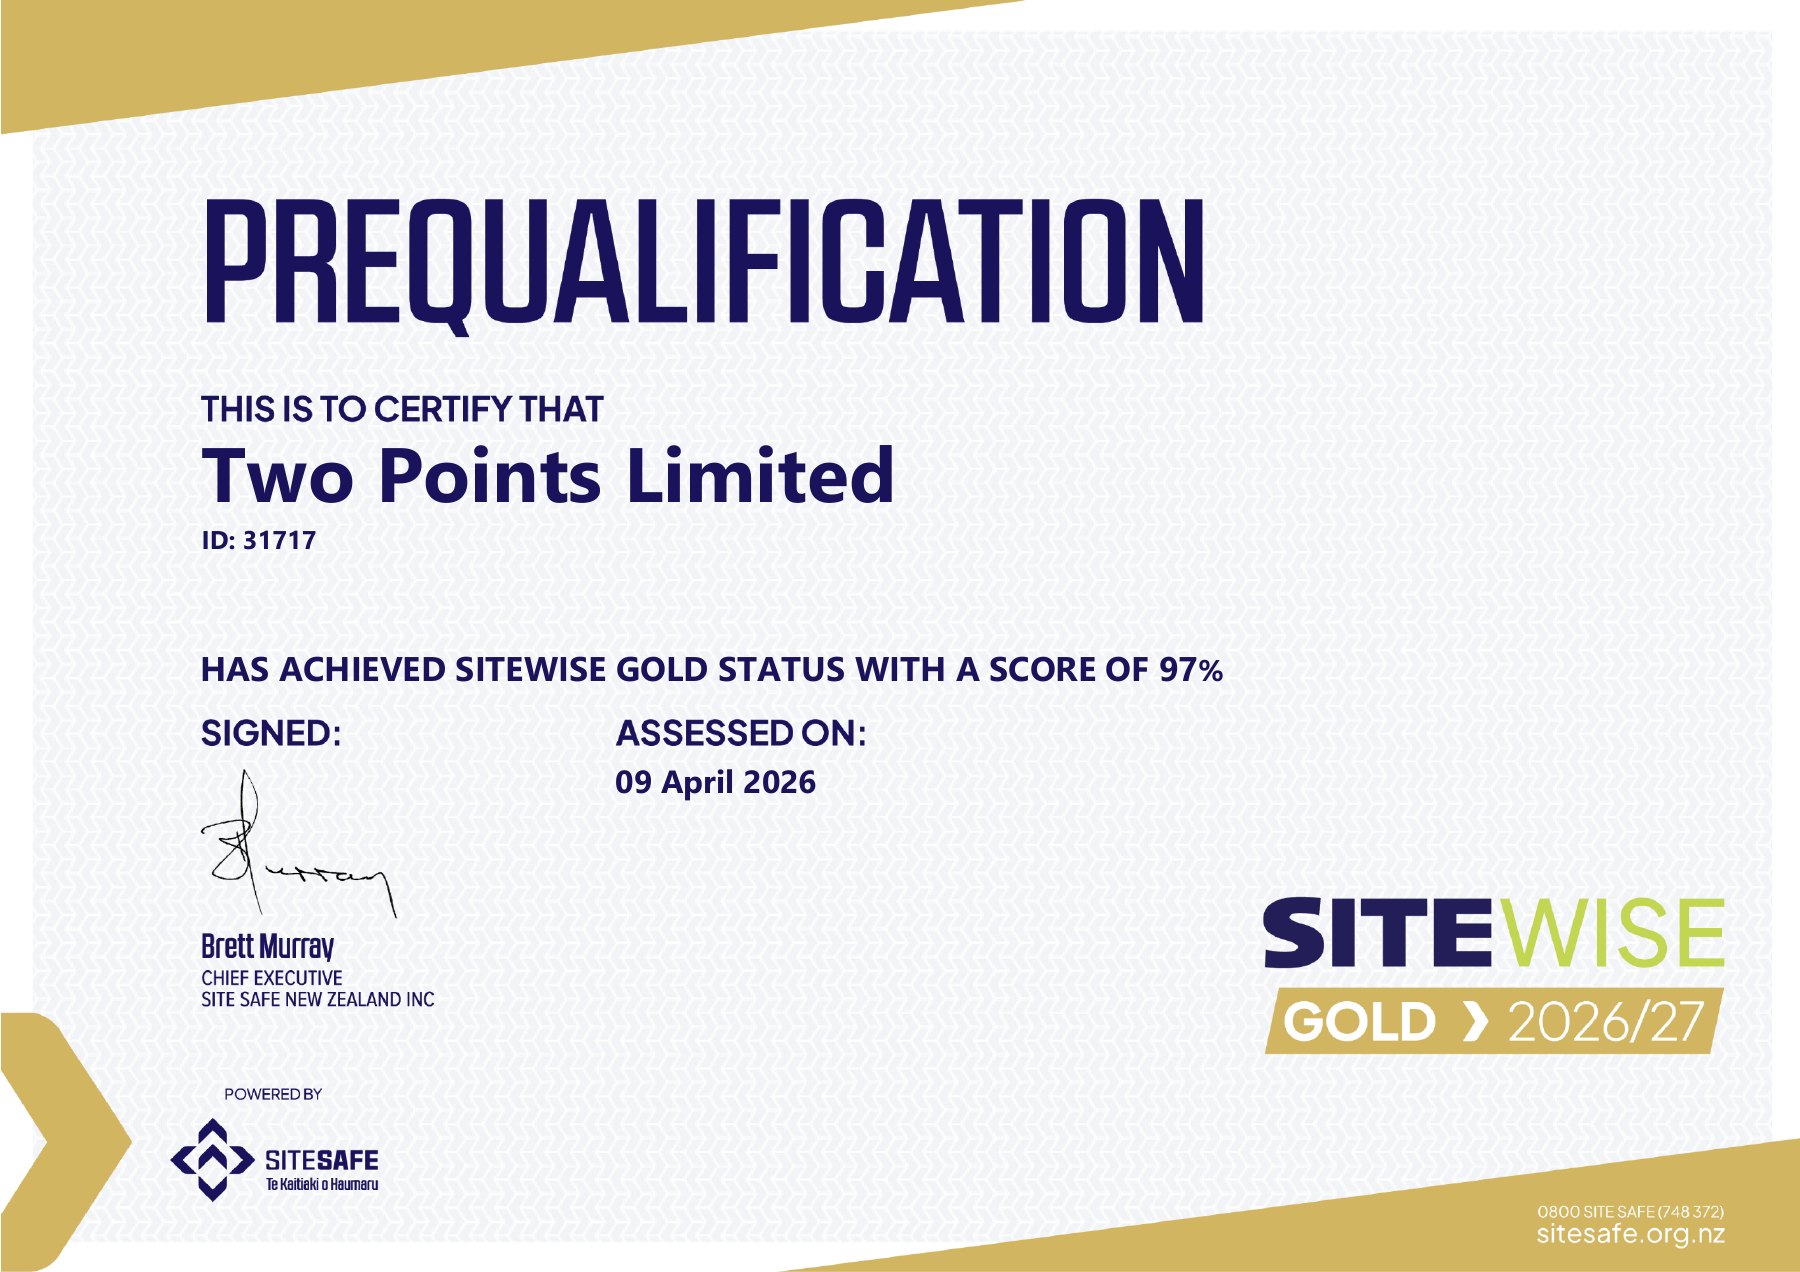 PREQUALIFICATION
THIS IS TO CERTIFY THAT
Two Points Limited
ID: 31717
HAS ACHIEVED SITEWISE GOLD STATUS WITH A SCORE OF 97%
SIGNED:
ASSESSED ON:
09 April 2026
BMurray
Brett Murray
CHIEF EXECUTIVE
SITE SAFE NEW ZEALAND INC
SITEWISE
GOLD 2026/27
POWERED BY
SITESAFE
Te Kaitiaki o Haumaru
0800 SITE SAFE (748 372)
sitesafe.org.nz